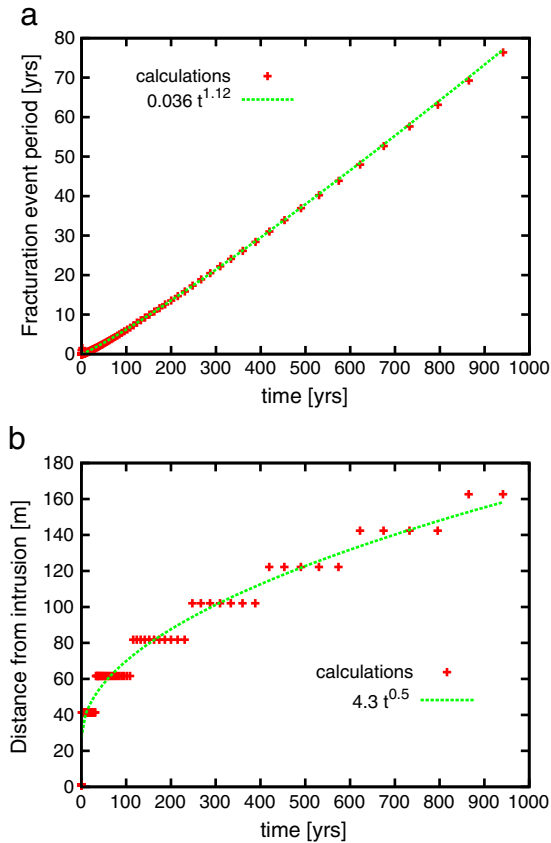 a
Fracturation event period [yrs]
80
70
60
50
40
30
20
10
0
calculations
0.036 t^1.12
0 100 200 300 400 500 600 700 800 900 1000
time [yrs]
b
Distance from intrusion [m]
180
160
140
120
100
80
60
40
20
0
calculations
4.3 t^0.5
0 100 200 300 400 500 600 700 800 900 1000
time [yrs]